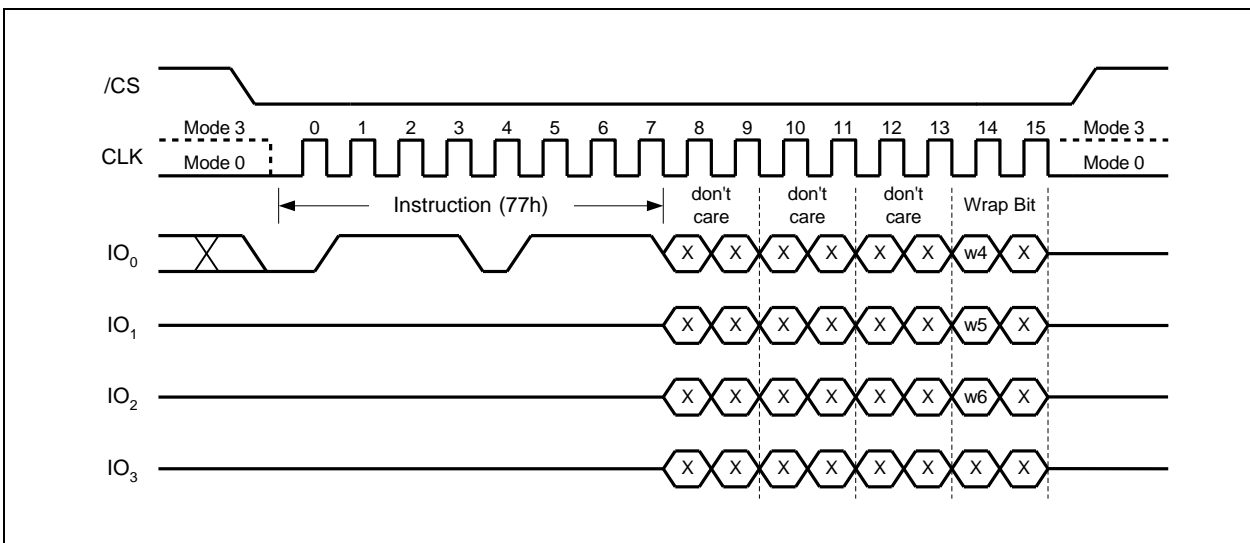 /CS
Mode 3 0 1 2 3 4 5 6 7 8 9 10 11 12 13 14 15 Mode 3
CLK
Mode 0 Mode 0
Instruction (77h) don't care don't care don't care Wrap Bit
IO0 X X X X X X w4 X
IO1 X X X X X X w5 X
IO2 X X X X X X w6 X
IO3 X X X X X X X X